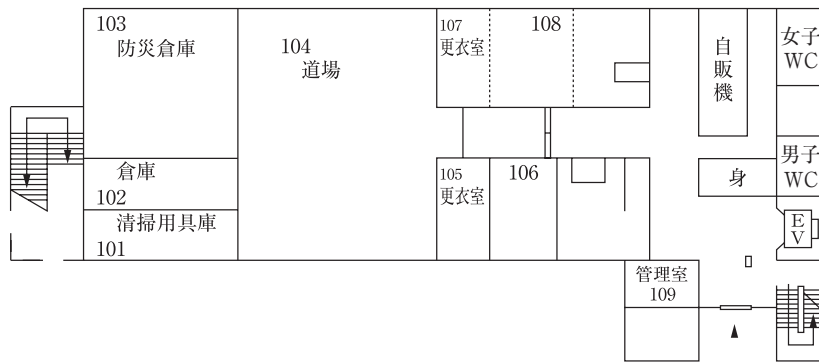 103
防災倉庫
104
道場
107
更衣室
108
自
販
機
女子
WC
倉庫
102
清掃用具庫
101
105
更衣室
106
身
男子
WC
E
V
管理室
109